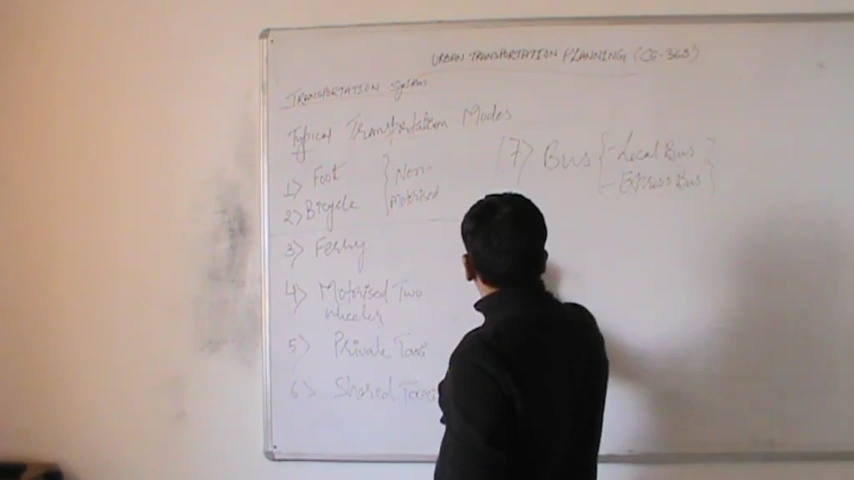 URBAN TRANSPORTATION PLANNING (CE-363)
TRANSPORTATION System
Typical Transportation Modes
1) Foot
2) Bicycle
Non-
Motorised
3) Ferry
4) Motorised Two
wheeler
5) Private Taxi
6) Shared Taxi
7) Bus
- Local Bus
- Express Bus